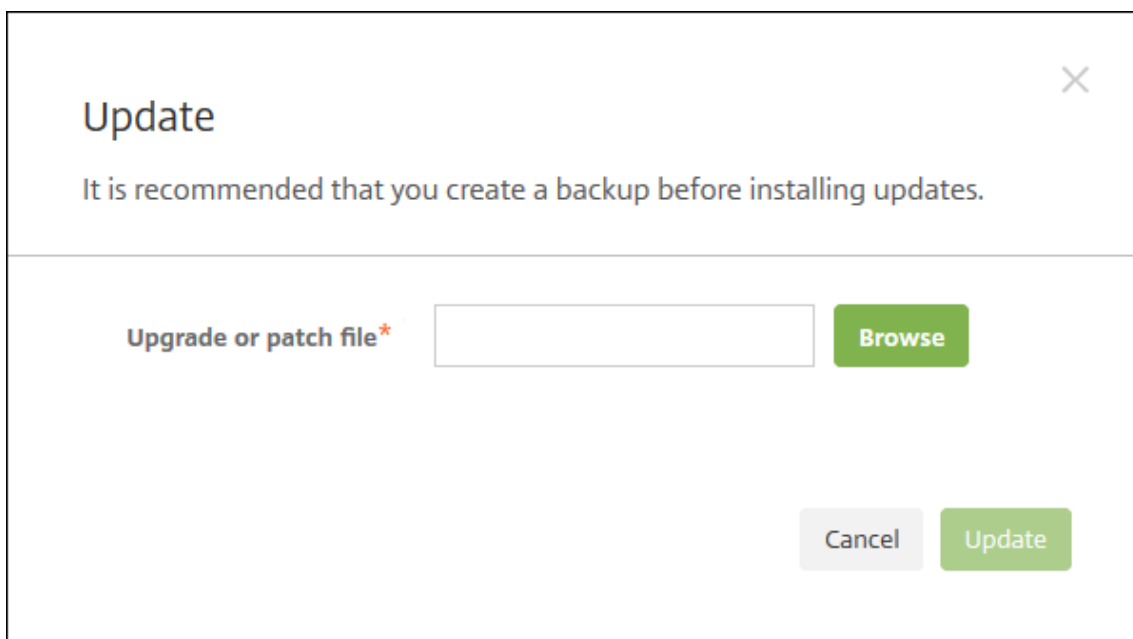 Update
It is recommended that you create a backup before installing updates.
Upgrade or patch file*
Browse
Cancel
Update